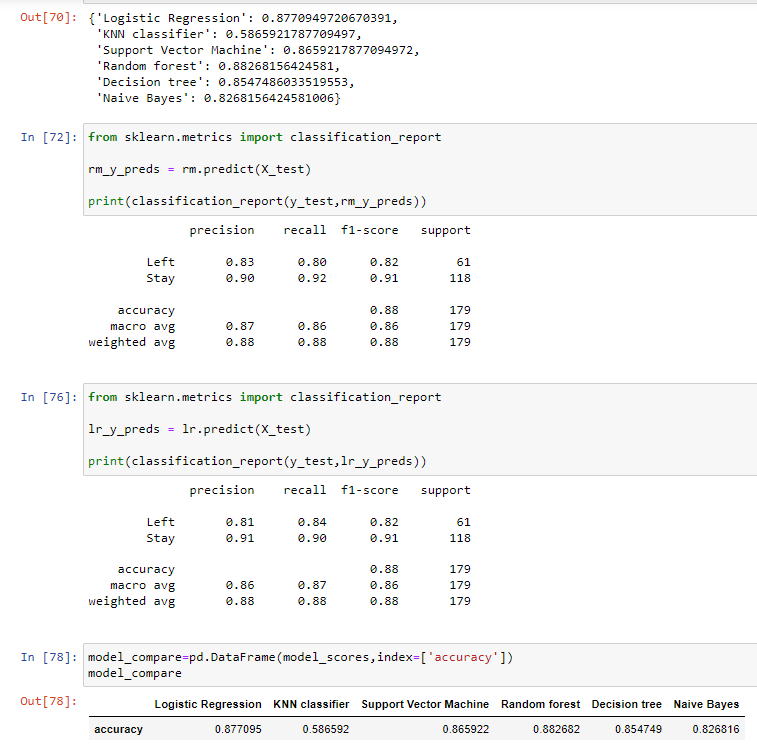 Out[70]: {'Logistic Regression': 0.8770949720670391,
'KNN classifier': 0.5865921787709497,
'Support Vector Machine': 0.8659217877094972,
'Random forest': 0.88268156424581,
'Decision tree': 0.8547486033519553,
'Naive Bayes': 0.8268156424581006}
In [72]: from sklearn.metrics import classification_report
rm_y_preds = rm.predict(X_test)
print(classification_report(y_test,rm_y_preds))
precision recall f1-score support
Left 0.83 0.80 0.82 61
Stay 0.90 0.92 0.91 118
accuracy 0.88 179
macro avg 0.87 0.86 0.86 179
weighted avg 0.88 0.88 0.88 179
In [76]: from sklearn.metrics import classification_report
lr_y_preds = lr.predict(X_test)
print(classification_report(y_test,lr_y_preds))
precision recall f1-score support
Left 0.81 0.84 0.82 61
Stay 0.91 0.90 0.91 118
accuracy 0.88 179
macro avg 0.86 0.87 0.86 179
weighted avg 0.88 0.88 0.88 179
In [78]: model_compare=pd.DataFrame(model_scores,index=['accuracy'])
model_compare
Out[78]: Logistic Regression KNN classifier Support Vector Machine Random forest Decision tree Naive Bayes
accuracy 0.877095 0.586592 0.865922 0.882682 0.854749 0.826816